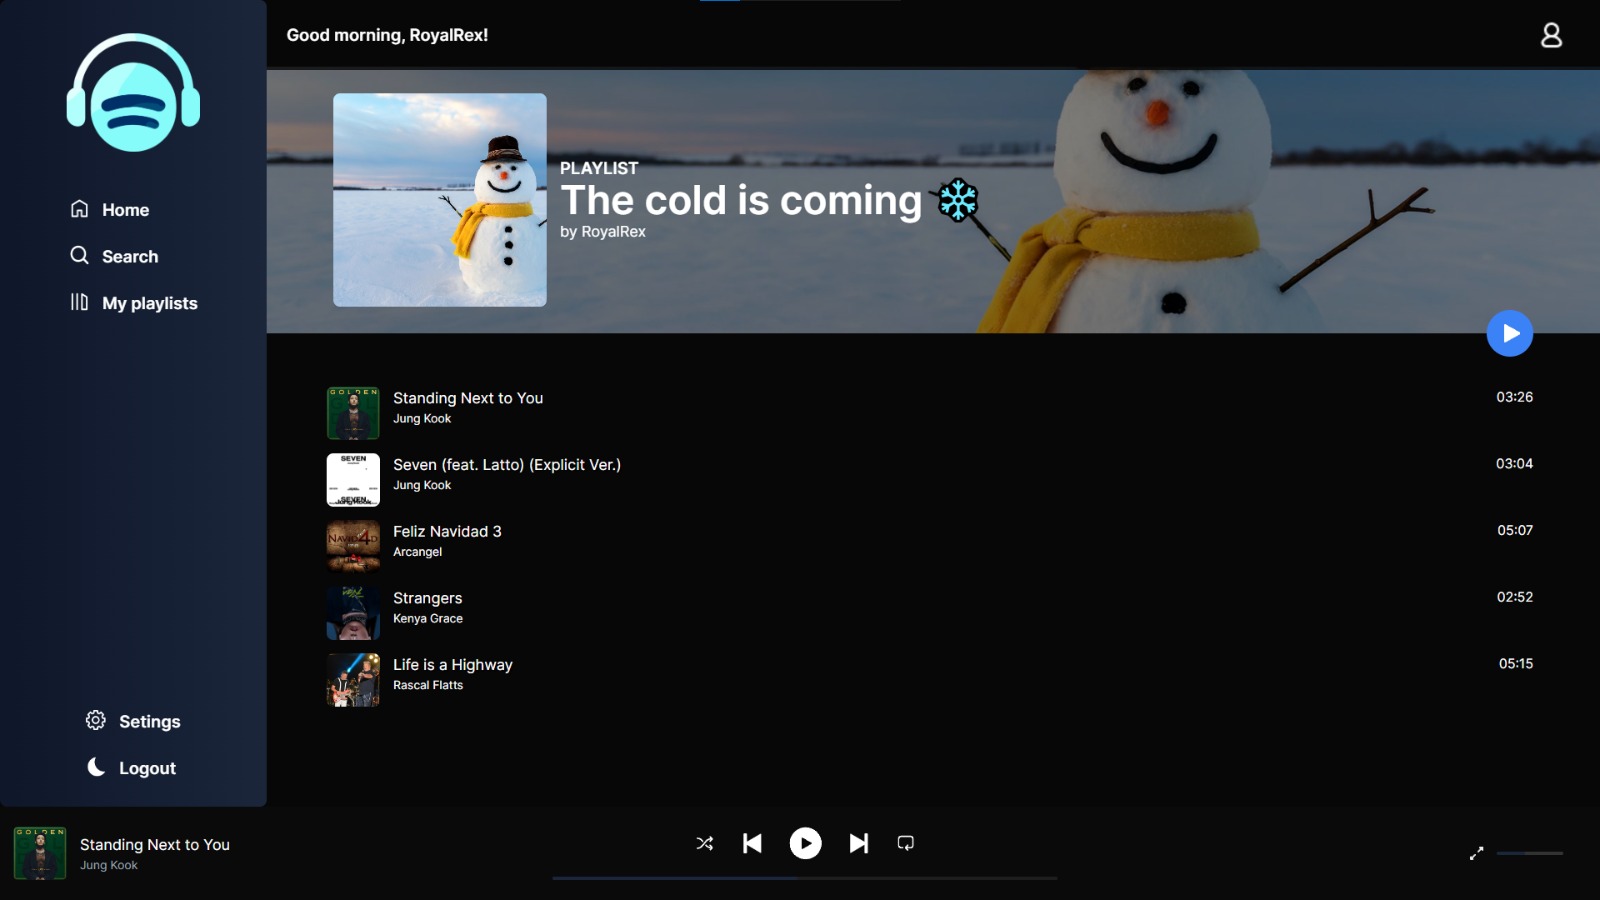 Good morning, RoyalRex!
Home
Search
My playlists
Setings
Logout
PLAYLIST
The cold is coming
by RoyalRex
GOLDEN
Standing Next to You
Jung Kook
03:26
SEVEN
SEVEN
Jung Kook
Seven (feat. Latto) (Explicit Ver.)
Jung Kook
03:04
Feliz Navidad 3
Arcangel
05:07
Strangers
Kenya Grace
02:52
Life is a Highway
Rascal Flatts
05:15
GOLDEN
Standing Next to You
Jung Kook